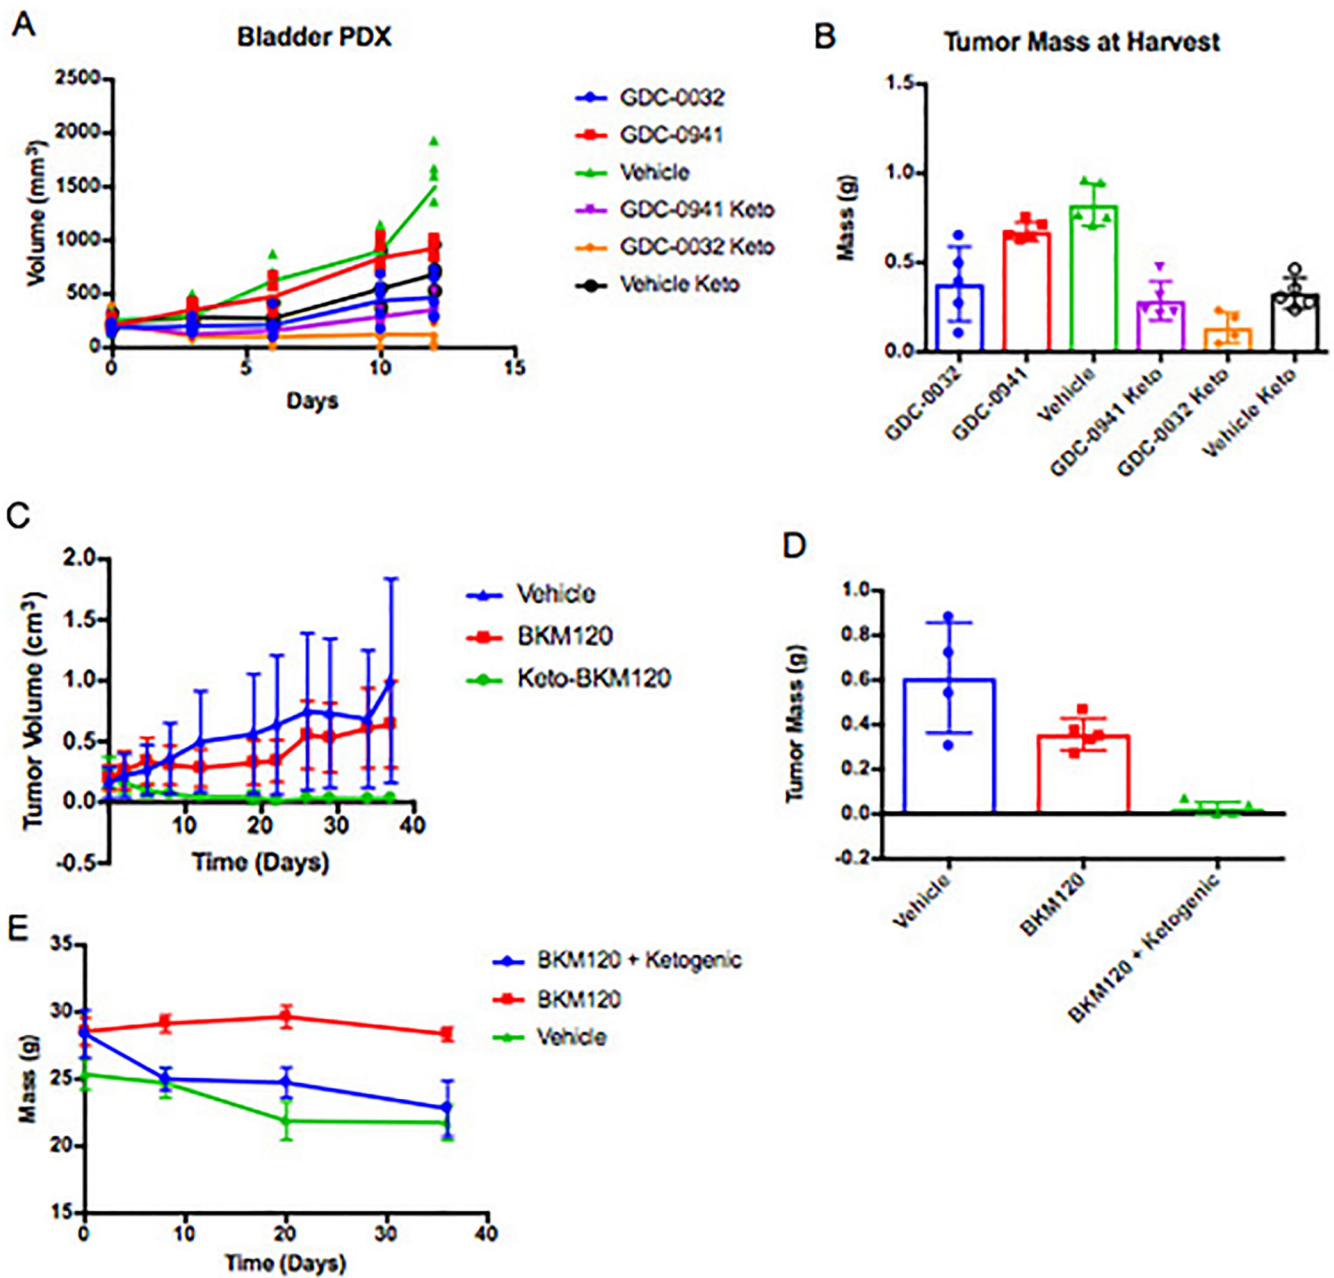 A
Bladder PDX
2500
2000
1500
1000
500
0
Volume (mm³)
0
5
10
15
Days
GDC-0032
GDC-0941
Vehicle
GDC-0941 Keto
GDC-0032 Keto
Vehicle Keto
B
Tumor Mass at Harvest
1.5
1.0
0.5
0.0
Mass (g)
GDC-0032
GDC-0941
Vehicle
GDC-0941 Keto
GDC-0032 Keto
Vehicle Keto
C
2.0
1.5
1.0
0.5
0.0
-0.5
Tumor Volume (cm³)
10
20
30
40
Time (Days)
Vehicle
BKM120
Keto-BKM120
D
1.0
0.8
0.6
0.4
0.2
0.0
-0.2
Tumor Mass (g)
Vehicle
BKM120
BKM120 + Ketogenic
E
35
30
25
20
15
Mass (g)
0
10
20
30
40
Time (Days)
BKM120 + Ketogenic
BKM120
Vehicle